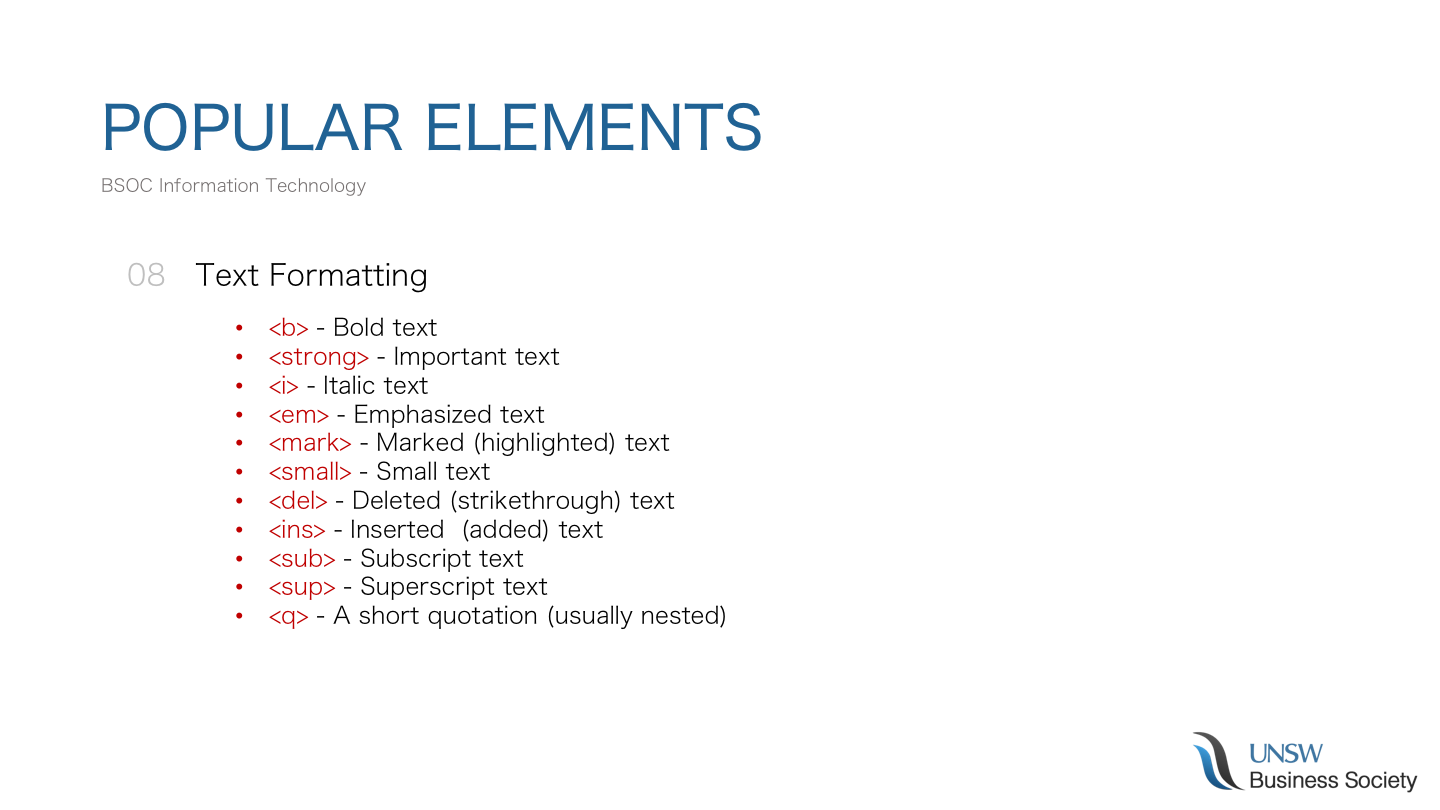 POPULAR ELEMENTS
BSOC Information Technology
08 Text Formatting
• <b> - Bold text
• <strong> - Important text
• <i> - Italic text
• <em> - Emphasized text
• <mark> - Marked (highlighted) text
• <small> - Small text
• <del> - Deleted (strikethrough) text
• <ins> - Inserted  (added) text
• <sub> - Subscript text
• <sup> - Superscript text
• <q> - A short quotation (usually nested)
UNSW
Business Society